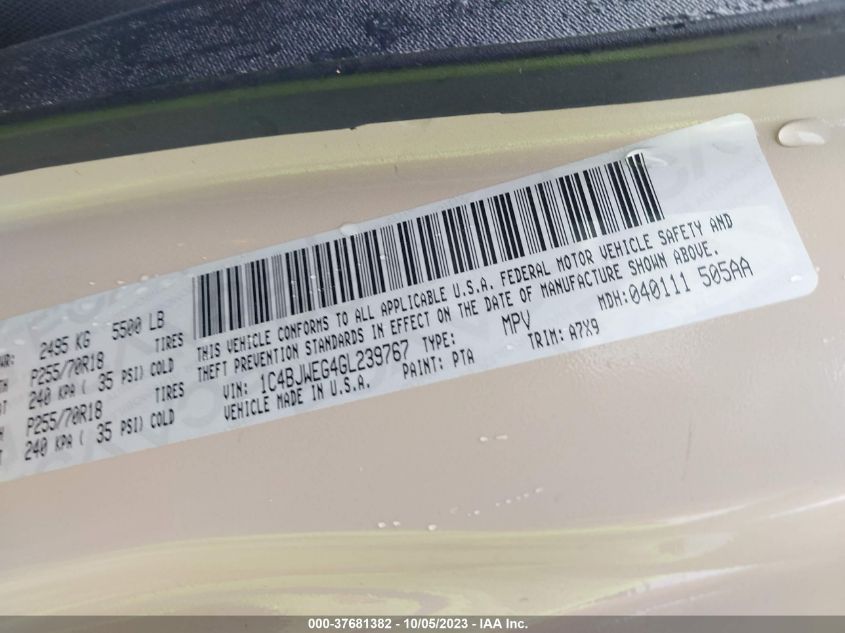 WR: 2495 KG 5500 LB
TIRES
P255/70R18
240 KPA ( 35 PSI) COLD
TIRES
P255/70R18
240 KPA ( 35 PSI) COLD
THIS VEHICLE CONFORMS TO ALL APPLICABLE U.S.A. FEDERAL MOTOR VEHICLE SAFETY AND
THEFT PREVENTION STANDARDS IN EFFECT ON THE DATE OF MANUFACTURE SHOWN ABOVE.
VIN: 1C4BJWEG4GL239767 TYPE: MPV MDH:040111 505AA
VEHICLE MADE IN U.S.A. PAINT: PTA TRIM: A7X9
000-37681382 - 10/05/2023 - IAA Inc.